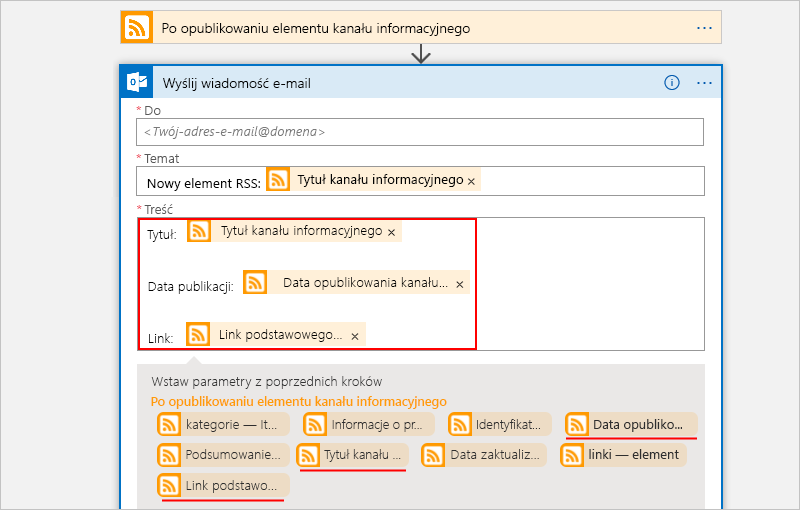 Po opublikowaniu elementu kanału informacyjnego ...
Wyślij wiadomość e-mail ...
* Do
<Twój-adres-e-mail@domena>
* Temat
Nowy element RSS: Tytuł kanału informacyjnego ×
* Treść
Tytuł: Tytuł kanału informacyjnego ×
Data publikacji: Data opublikowania kanału... ×
Link: Link podstawowego... ×
Wstaw parametry z poprzednich kroków
Po opublikowaniu elementu kanału informacyjnego
kategorie — It... Informacje o pr... Identyfikat... Data opubliko...
Podsumowanie... Tytuł kanału ... Data zaktualiz... linki — element
Link podstawo...